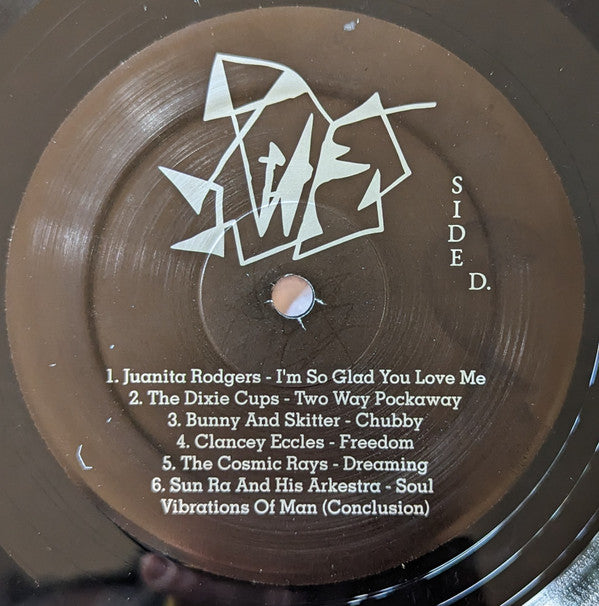 SIDE D.
1. Juanita Rodgers - I'm So Glad You Love Me
2. The Dixie Cups - Two Way Pockaway
3. Bunny And Skitter - Chubby
4. Clancey Eccles - Freedom
5. The Cosmic Rays - Dreaming
6. Sun Ra And His Arkestra - Soul
Vibrations Of Man (Conclusion)